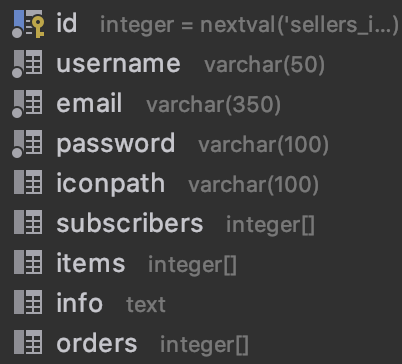 id integer = nextval('sellers_i...)
username varchar(50)
email varchar(350)
password varchar(100)
iconpath varchar(100)
subscribers integer[]
items integer[]
info text
orders integer[]